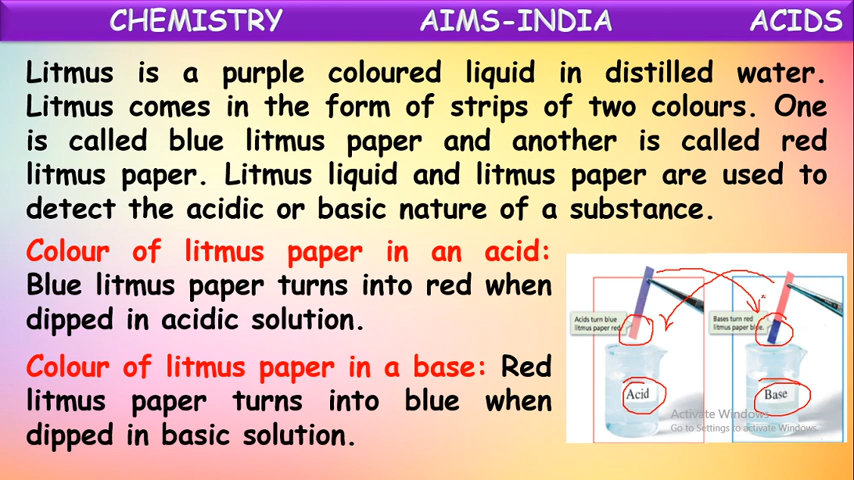 CHEMISTRY AIMS-INDIA ACIDS
Litmus is a purple coloured liquid in distilled water.
Litmus comes in the form of strips of two colours. One
is called blue litmus paper and another is called red
litmus paper. Litmus liquid and litmus paper are used to
detect the acidic or basic nature of a substance.
Colour of litmus paper in an acid:
Blue litmus paper turns into red when
dipped in acidic solution.
Colour of litmus paper in a base: Red
litmus paper turns into blue when
dipped in basic solution.
Acids turn blue
litmus paper red.
Bases turn red
litmus paper blue.
Acid
Base
Activate Windows
Go to Settings to activate Windows.